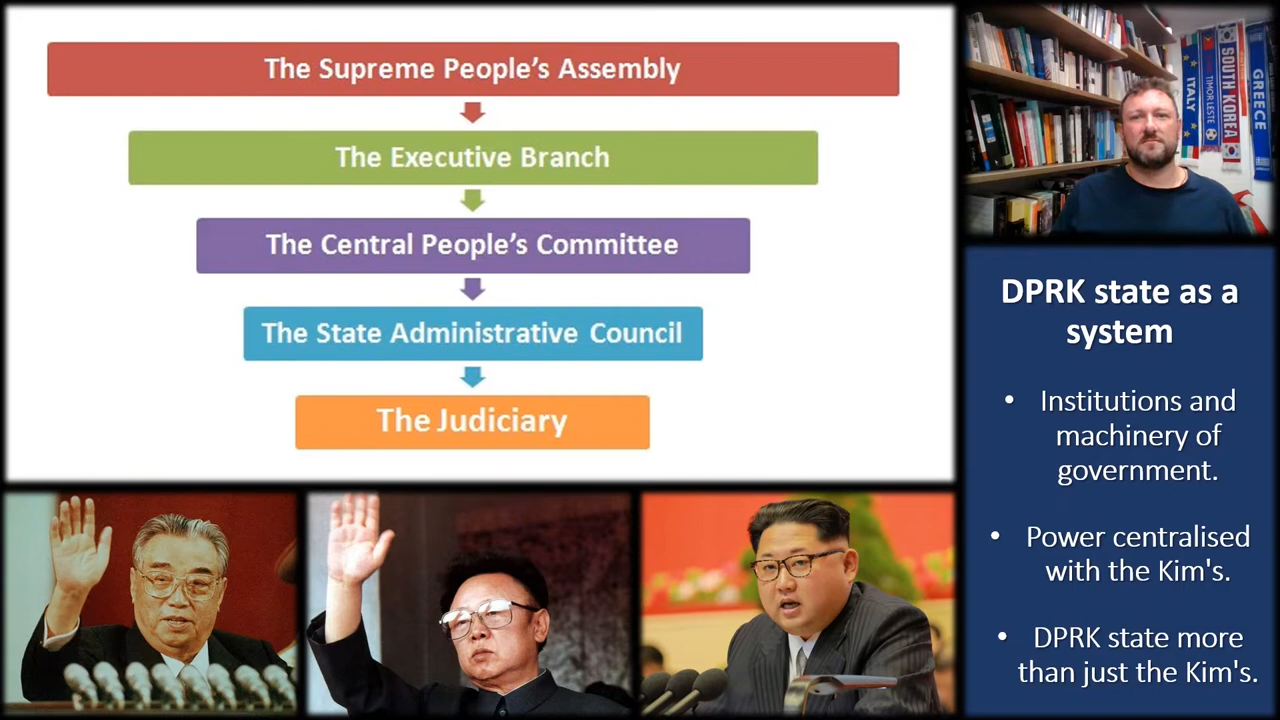 The Supreme People's Assembly
The Executive Branch
The Central People's Committee
The State Administrative Council
The Judiciary
ITALY
TIMOR LESTE
SOUTH KOREA
GREECE
DPRK state as a
system
• Institutions and
machinery of
government.
• Power centralised
with the Kim's.
• DPRK state more
than just the Kim's.